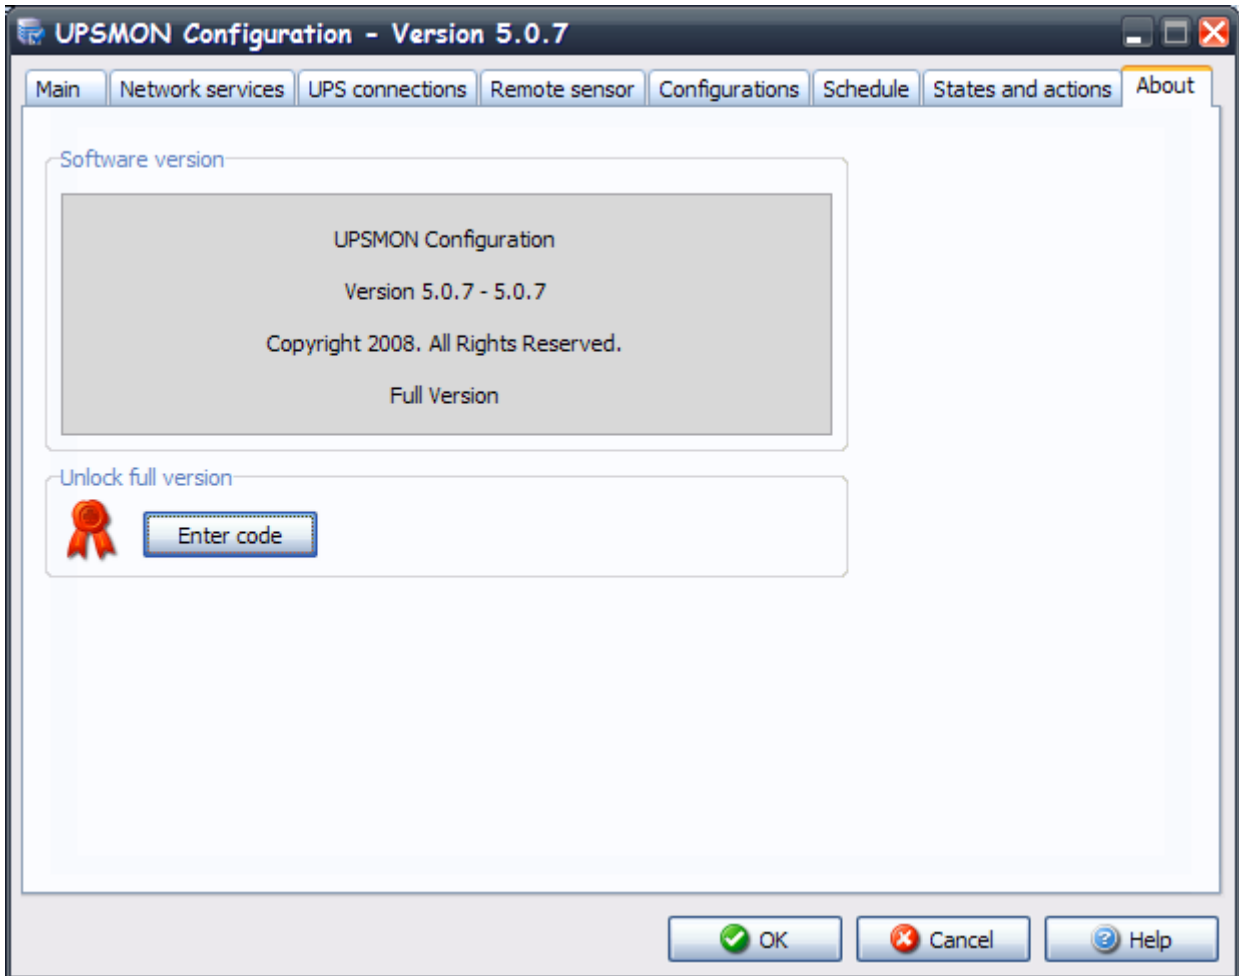 UPSMON Configuration - Version 5.0.7
Main Network services UPS connections Remote sensor Configurations Schedule States and actions About
Software version
UPSMON Configuration
Version 5.0.7 - 5.0.7
Copyright 2008. All Rights Reserved.
Full Version
Unlock full version
Enter code
OK Cancel Help